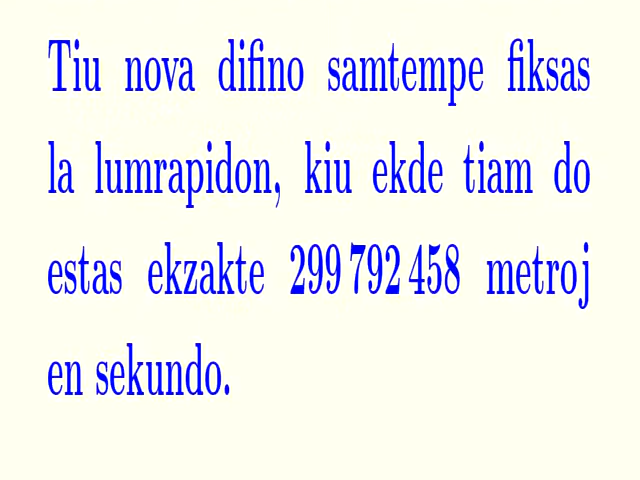 Tiu nova difino samtempe fiksas
la lumrapidon, kiu ekde tiam do
estas ekzakte 299 792 458 metroj
en sekundo.